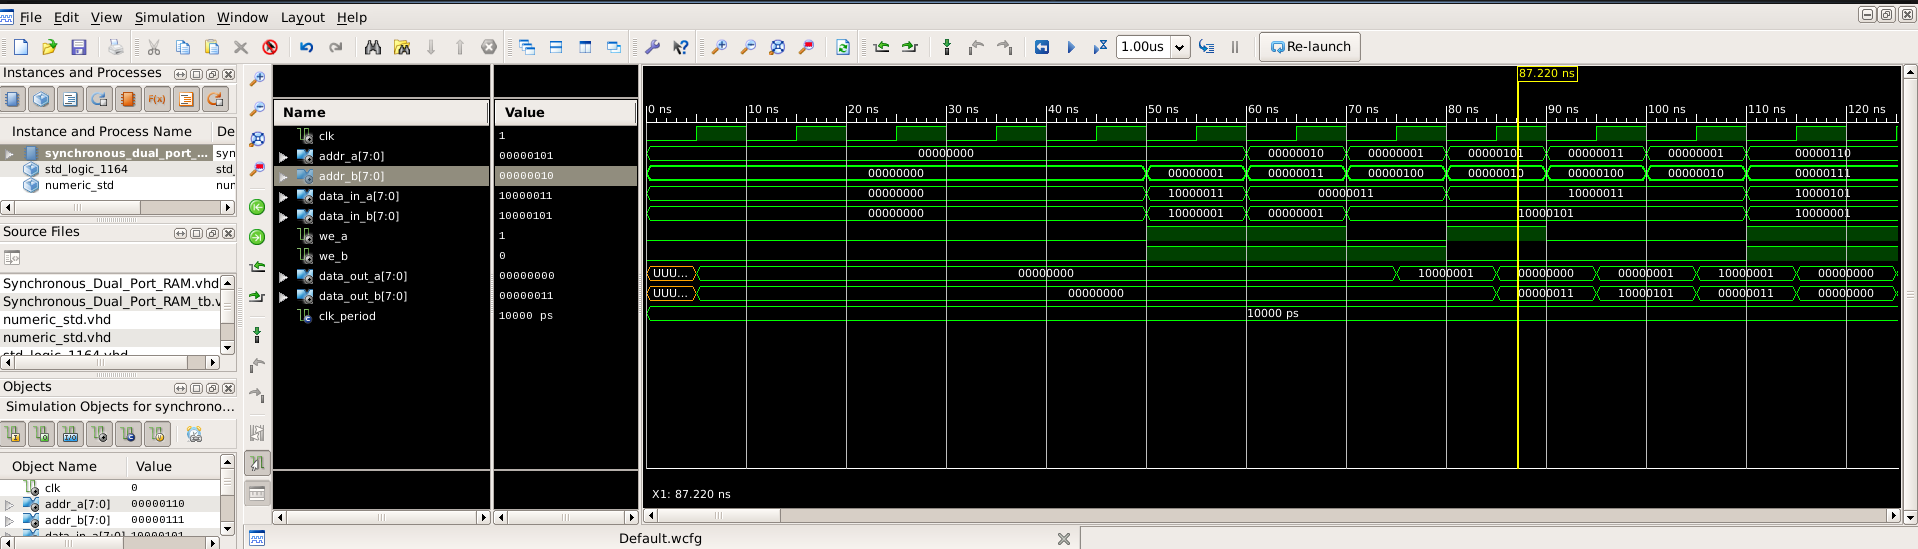 File Edit View Simulation Window Layout Help
1.00us
Re-launch
Instances and Processes
F(x)
Instance and Process Name De
synchronous_dual_port_... syn
std_logic_1164 std_
numeric_std nur
Source Files
Synchronous_Dual_Port_RAM.vhd
Synchronous_Dual_Port_RAM_tb.v
numeric_std.vhd
numeric_std.vhd
std_logic_1164.vhd
Objects
Simulation Objects for synchrono...
Object Name Value
clk 0
addr_a[7:0] 00000110
addr_b[7:0] 00000111
data_in_a[7:0] 10000101
Name Value
clk 1
addr_a[7:0] 00000101
addr_b[7:0] 00000010
data_in_a[7:0] 10000011
data_in_b[7:0] 10000101
we_a 1
we_b 0
data_out_a[7:0] 00000000
data_out_b[7:0] 00000011
clk_period 10000 ps
87.220 ns
0 ns 10 ns 20 ns 30 ns 40 ns 50 ns 60 ns 70 ns 80 ns 90 ns 100 ns 110 ns 120 ns
00000000 00000010 00000001 00000101 00000011 00000001 00000110
00000000 00000001 00000011 00000100 00000010 00000100 00000010 00000111
00000000 10000011 00000011 10000011 10000101
00000000 10000001 00000001 10000101 10000001
UUU... 00000000 10000001 00000000 00000001 10000001 00000000
UUU... 00000000 00000011 10000101 00000011 00000000
10000 ps
X1: 87.220 ns
Default.wcfg